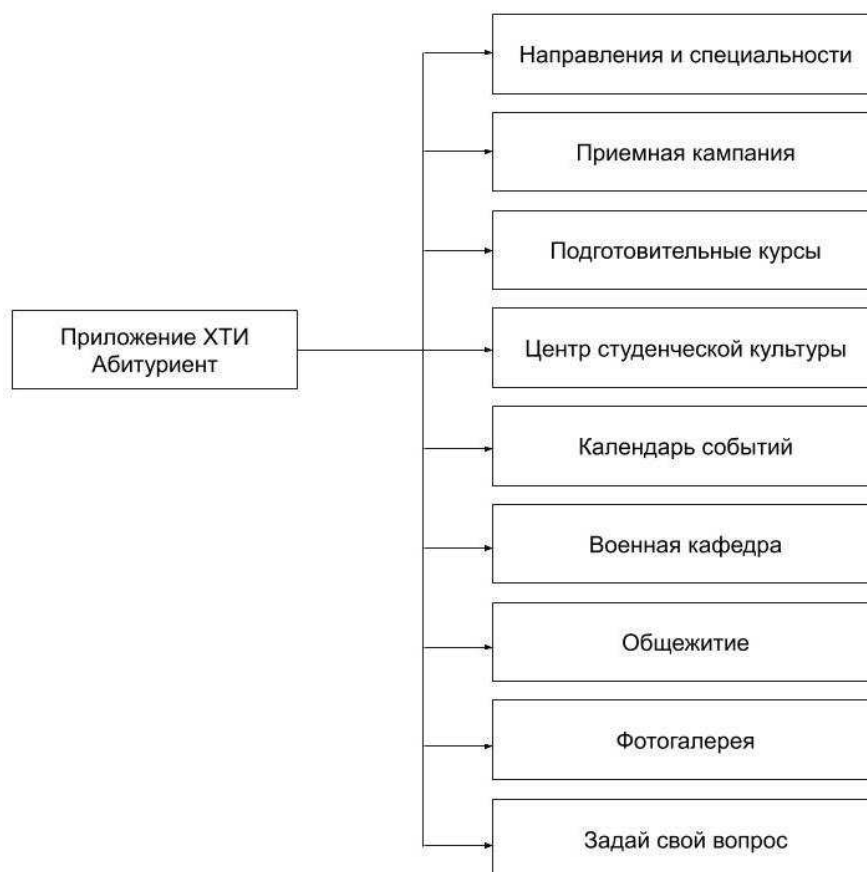 Направления и специальности
Приемная кампания
Подготовительные курсы
Приложение ХТИ
Абитуриент
Центр студенческой культуры
Календарь событий
Военная кафедра
Общежитие
Фотогалерея
Задай свой вопрос